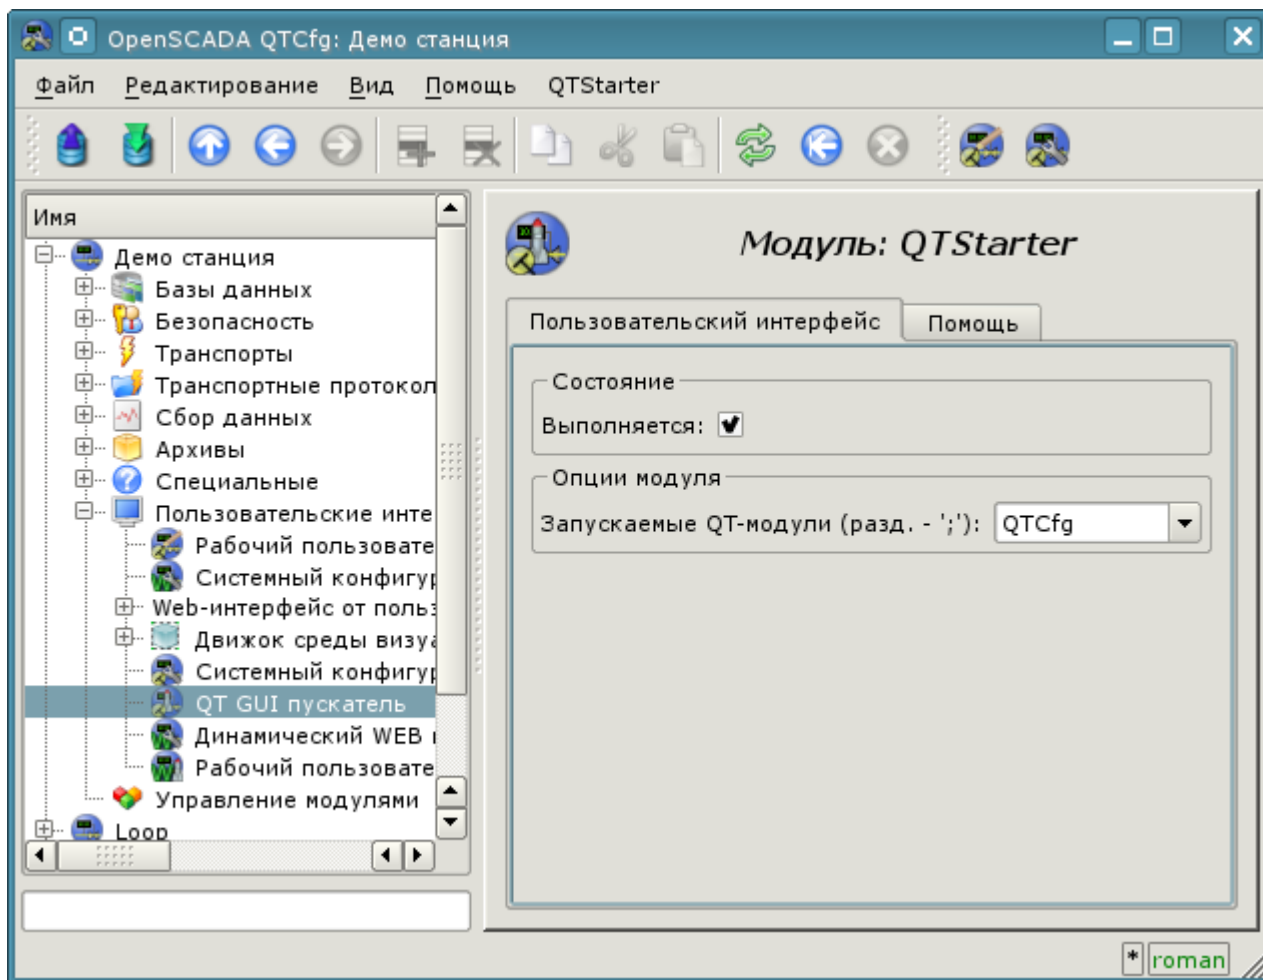 OpenSCADA QTCfg: Демо станция
Файл Редактирование Вид Помощь QTStarter
Имя
Демо станция
Базы данных
Безопасность
Транспорты
Транспортные протокол
Сбор данных
Архивы
Специальные
Пользовательские инте
Рабочий пользовате
Системный конфигур
Web-интерфейс от польз
Движок среды визуа
Системный конфигур
QT GUI пускатель
Динамический WEB
Рабочий пользовате
Управление модулями
Loop
Модуль: QTStarter
Пользовательский интерфейс Помощь
Состояние
Выполняется:
Опции модуля
Запускаемые QT-модули (разд. - ';'): QTCfg
* roman